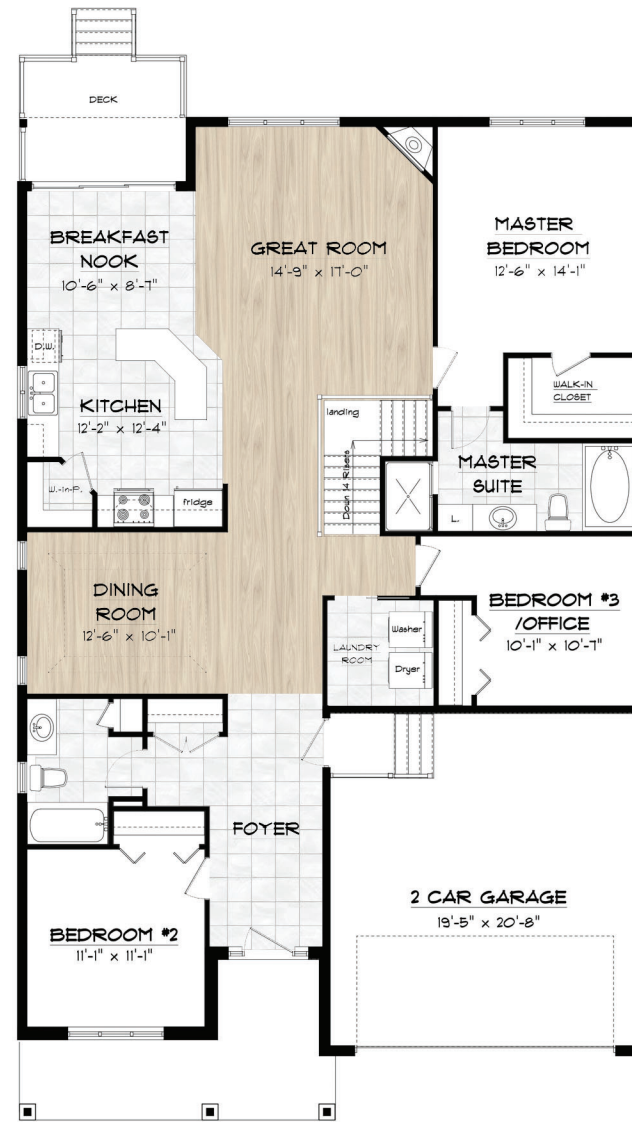 DECK
BREAKFAST
NOOK
10'-6" x 8'-7"
GREAT ROOM
14'-9" x 17'-0"
MASTER
BEDROOM
12'-6" x 14'-1"
D.W.
KITCHEN
12'-2" x 12'-4"
W.-in-P.
fridge
landing
Down 14 Risers
WALK-IN
CLOSET
MASTER
SUITE
L.
DINING
ROOM
12'-6" x 10'-1"
LAUNDRY
ROOM
Washer
Dryer
BEDROOM #3
/OFFICE
10'-1" x 10'-7"
FOYER
BEDROOM #2
11'-1" x 11'-1"
2 CAR GARAGE
19'-5" x 20'-8"